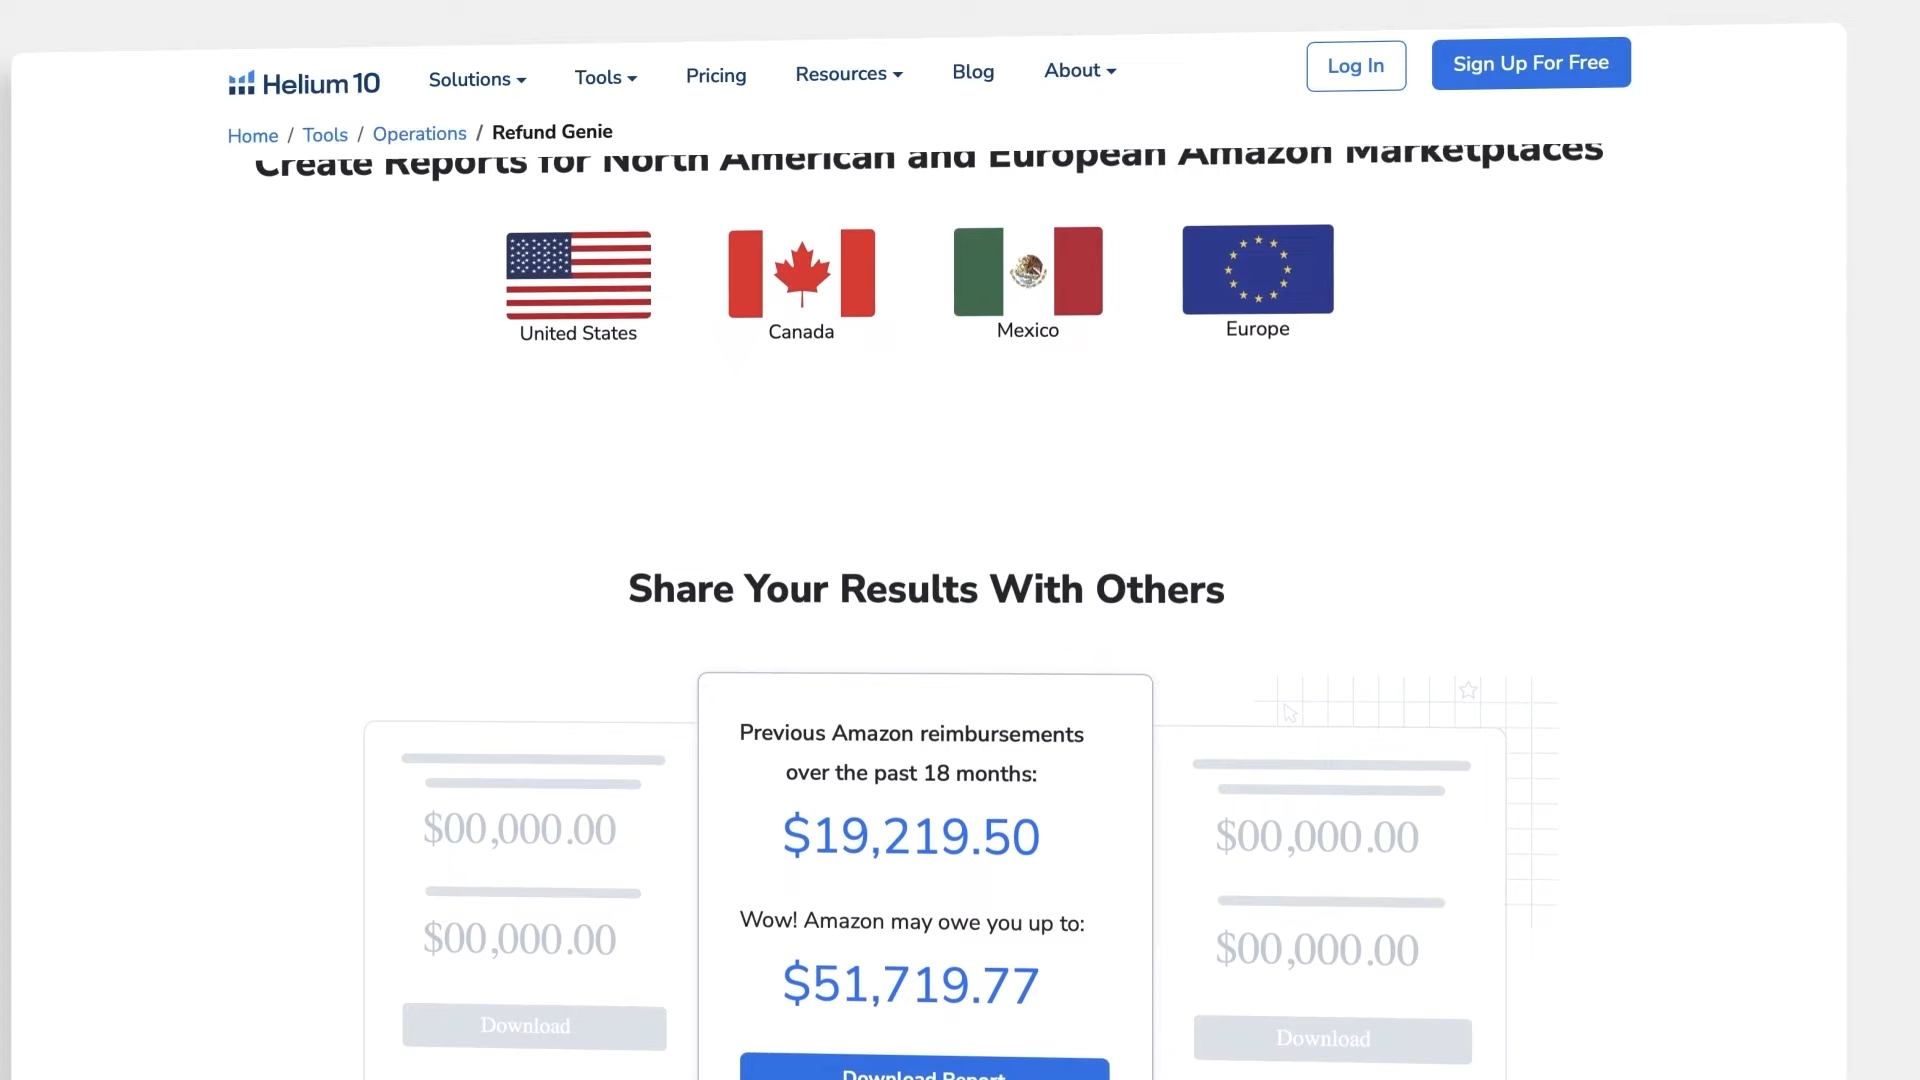 Helium 10
Solutions
Tools
Pricing
Resources
Blog
About
Log In
Sign Up For Free
Home / Tools / Operations / Refund Genie
Create Reports for North American and European Amazon Marketplaces
United States
Canada
Mexico
Europe
Share Your Results With Others
$00,000.00
$00,000.00
Download
Previous Amazon reimbursements
over the past 18 months:
$19,219.50
Wow! Amazon may owe you up to:
$51,719.77
Download Report
$00,000.00
$00,000.00
Download